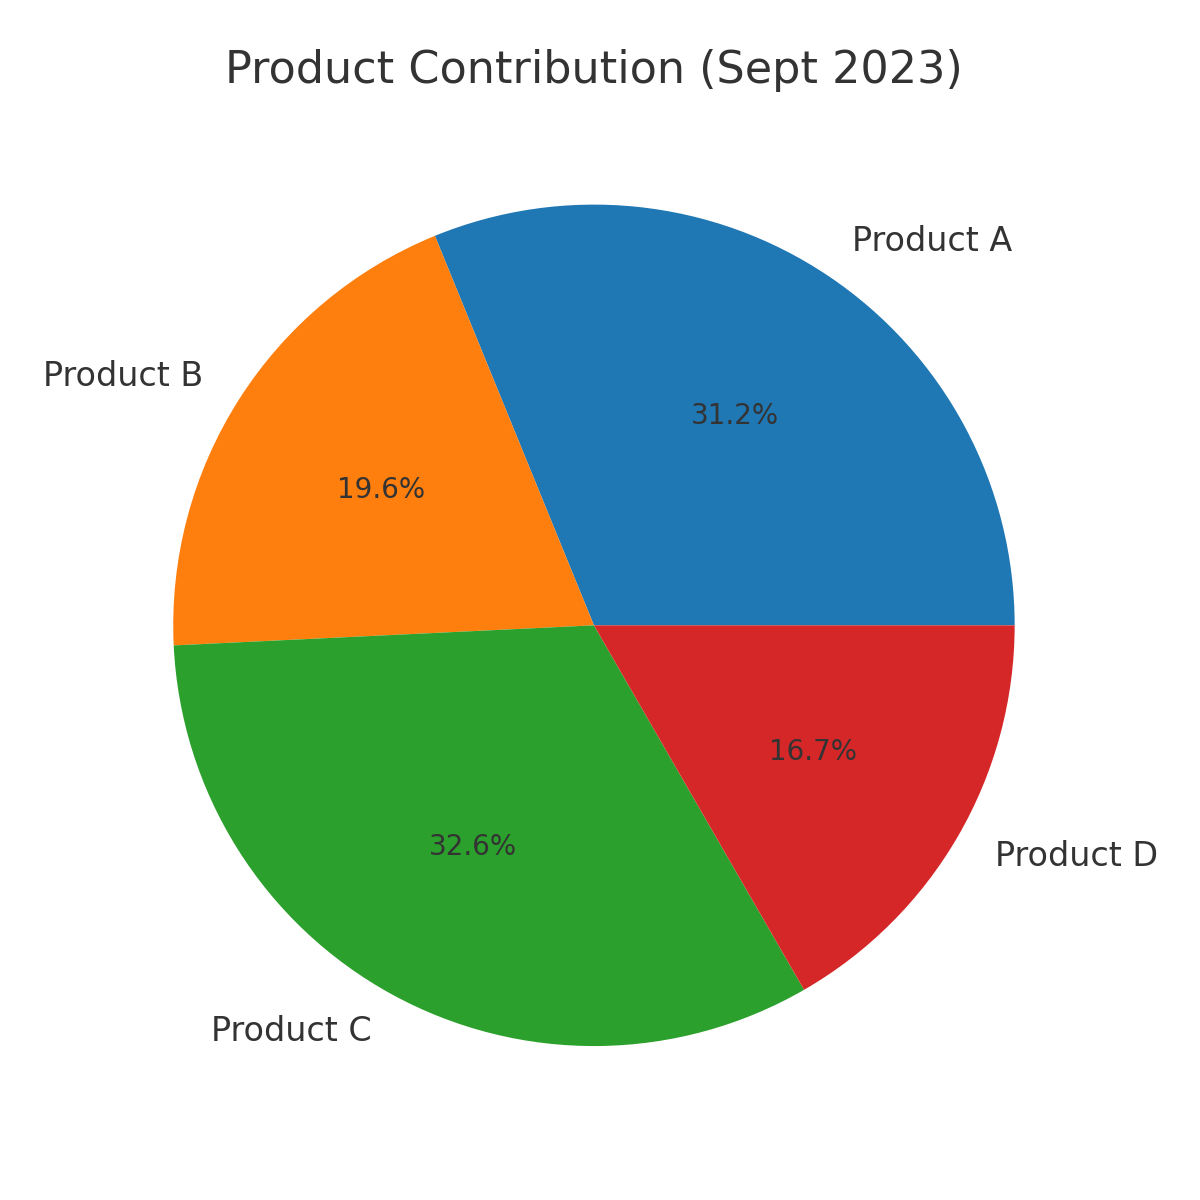 Product Contribution (Sept 2023)
Product A
31.2%
Product B
19.6%
32.6%
Product C
16.7%
Product D